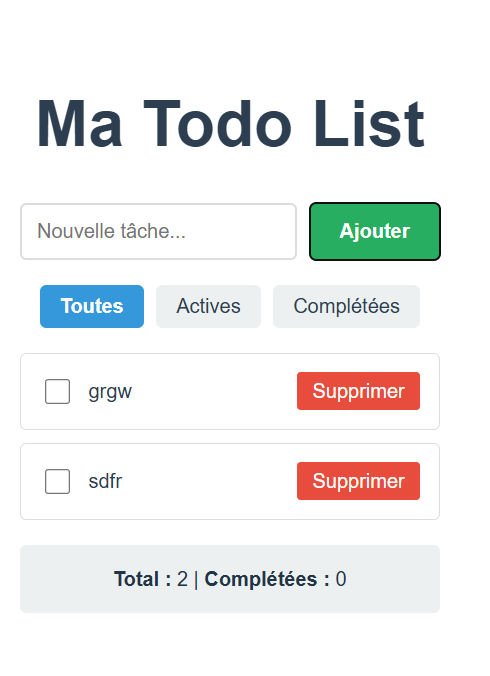 Ma Todo List
Nouvelle tâche... Ajouter
Toutes Actives Complétées
grgw Supprimer
sdfr Supprimer
Total : 2 | Complétées : 0